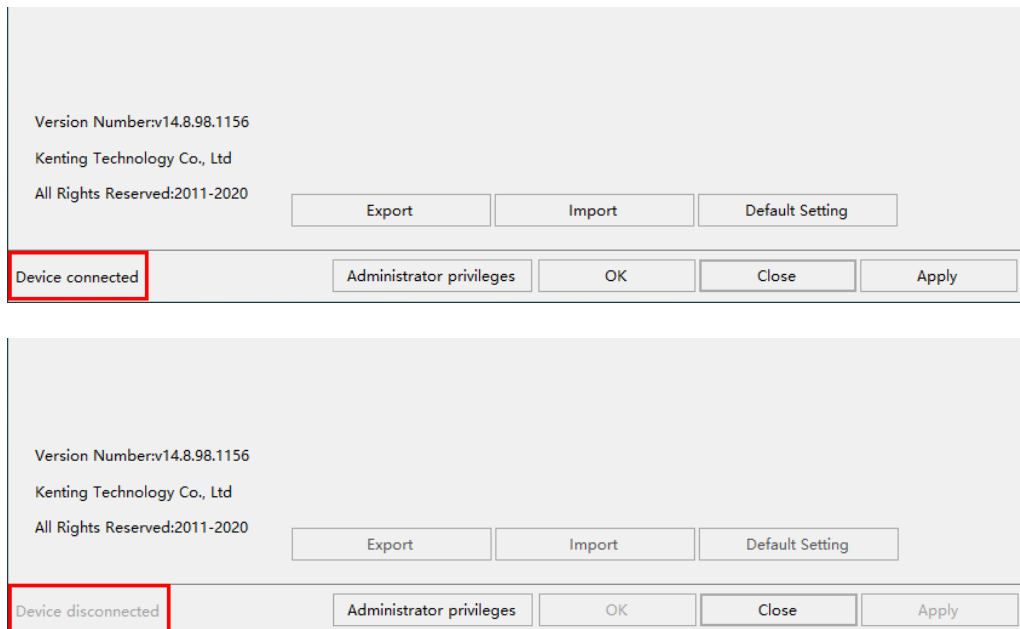 Version Number:v14.8.98.1156
Kenting Technology Co., Ltd
All Rights Reserved:2011-2020
Export Import Default Setting
Device connected Administrator privileges OK Close Apply
Version Number:v14.8.98.1156
Kenting Technology Co., Ltd
All Rights Reserved:2011-2020
Export Import Default Setting
Device disconnected Administrator privileges OK Close Apply